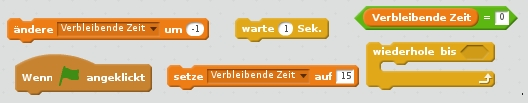 ändere Verbleibende Zeit um -1
warte 1 Sek.
Verbleibende Zeit = 0
wiederhole bis
Wenn angeklickt
setze Verbleibende Zeit auf 15